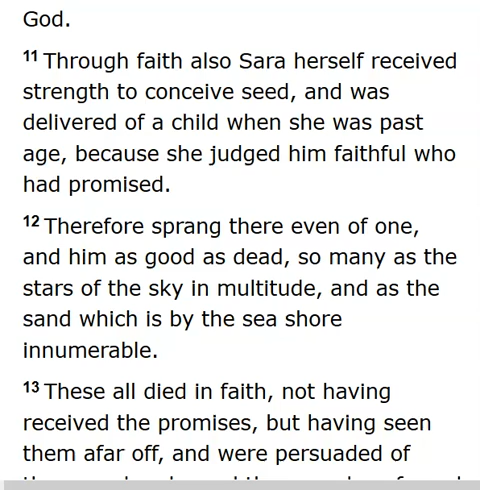 God.
11 Through faith also Sara herself received
strength to conceive seed, and was
delivered of a child when she was past
age, because she judged him faithful who
had promised.
12 Therefore sprang there even of one,
and him as good as dead, so many as the
stars of the sky in multitude, and as the
sand which is by the sea shore
innumerable.
13 These all died in faith, not having
received the promises, but having seen
them afar off, and were persuaded of